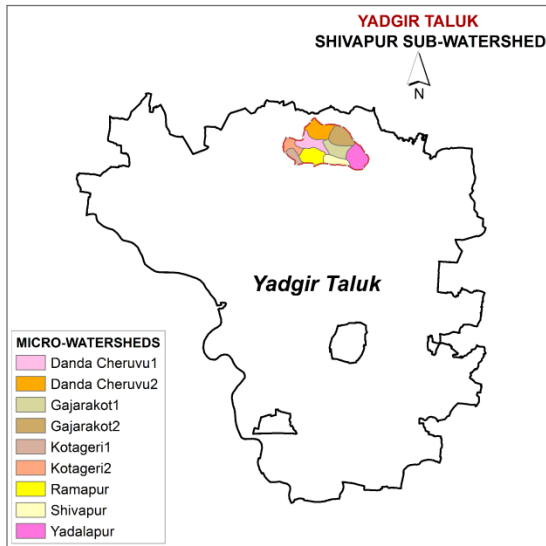 YADGIR TALUK
SHIVAPUR SUB-WATERSHED
N
Yadgir Taluk
MICRO-WATERSHEDS
Danda Cheruvu1
Danda Cheruvu2
Gajarakot1
Gajarakot2
Kotageri1
Kotageri2
Ramapur
Shivapur
Yadalapur